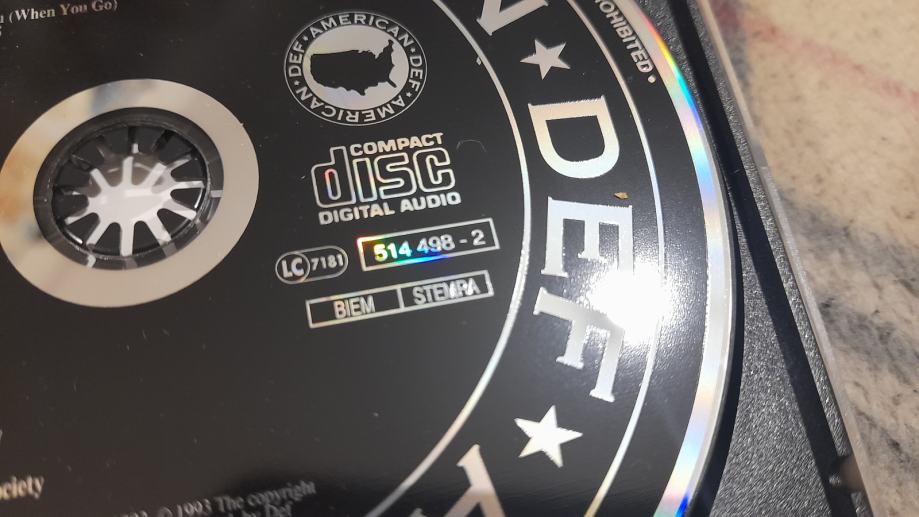 (When You Go)
PROHIBITED •
DEF • AMERICAN • DEF • AMERICAN •
COMPACT
disc
DIGITAL AUDIO
LC 7181
514 498 - 2
BIEM STEMRA
★ DEF ★
© 1993 The copyright
by Def